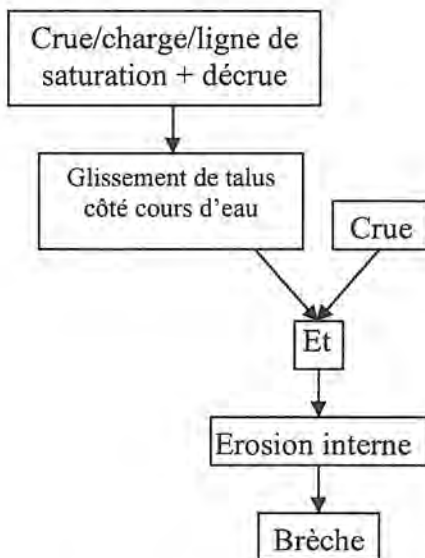 Crue/charge/ligne de
saturation + décrue
Glissement de talus
côté cours d'eau
Crue
Et
Erosion interne
Brèche